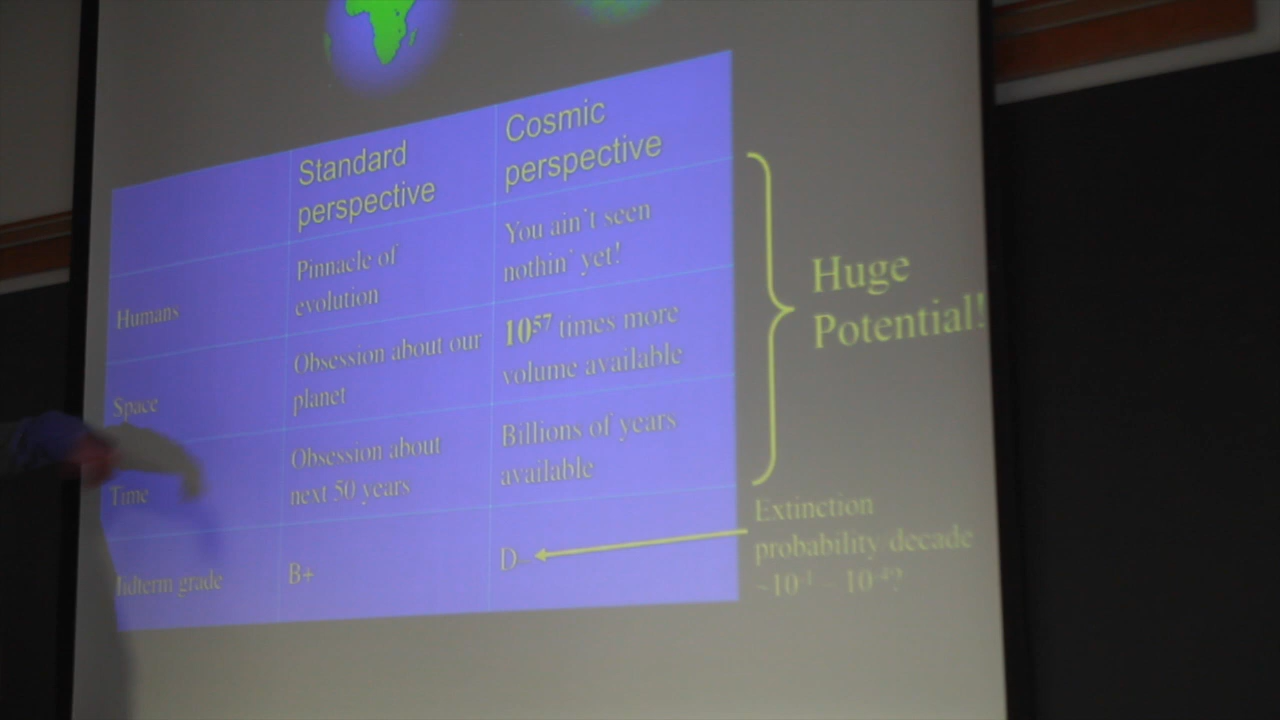 Standard
perspective
Cosmic
perspective
Humans
Pinnacle of
evolution
You ain't seen
nothin' yet!
Space
Obsession about our
planet
10⁵⁷ times more
volume available
Time
Obsession about
next 50 years
Billions of years
available
Midterm grade
B+
D-
Huge
Potential!
Extinction
probability/decade